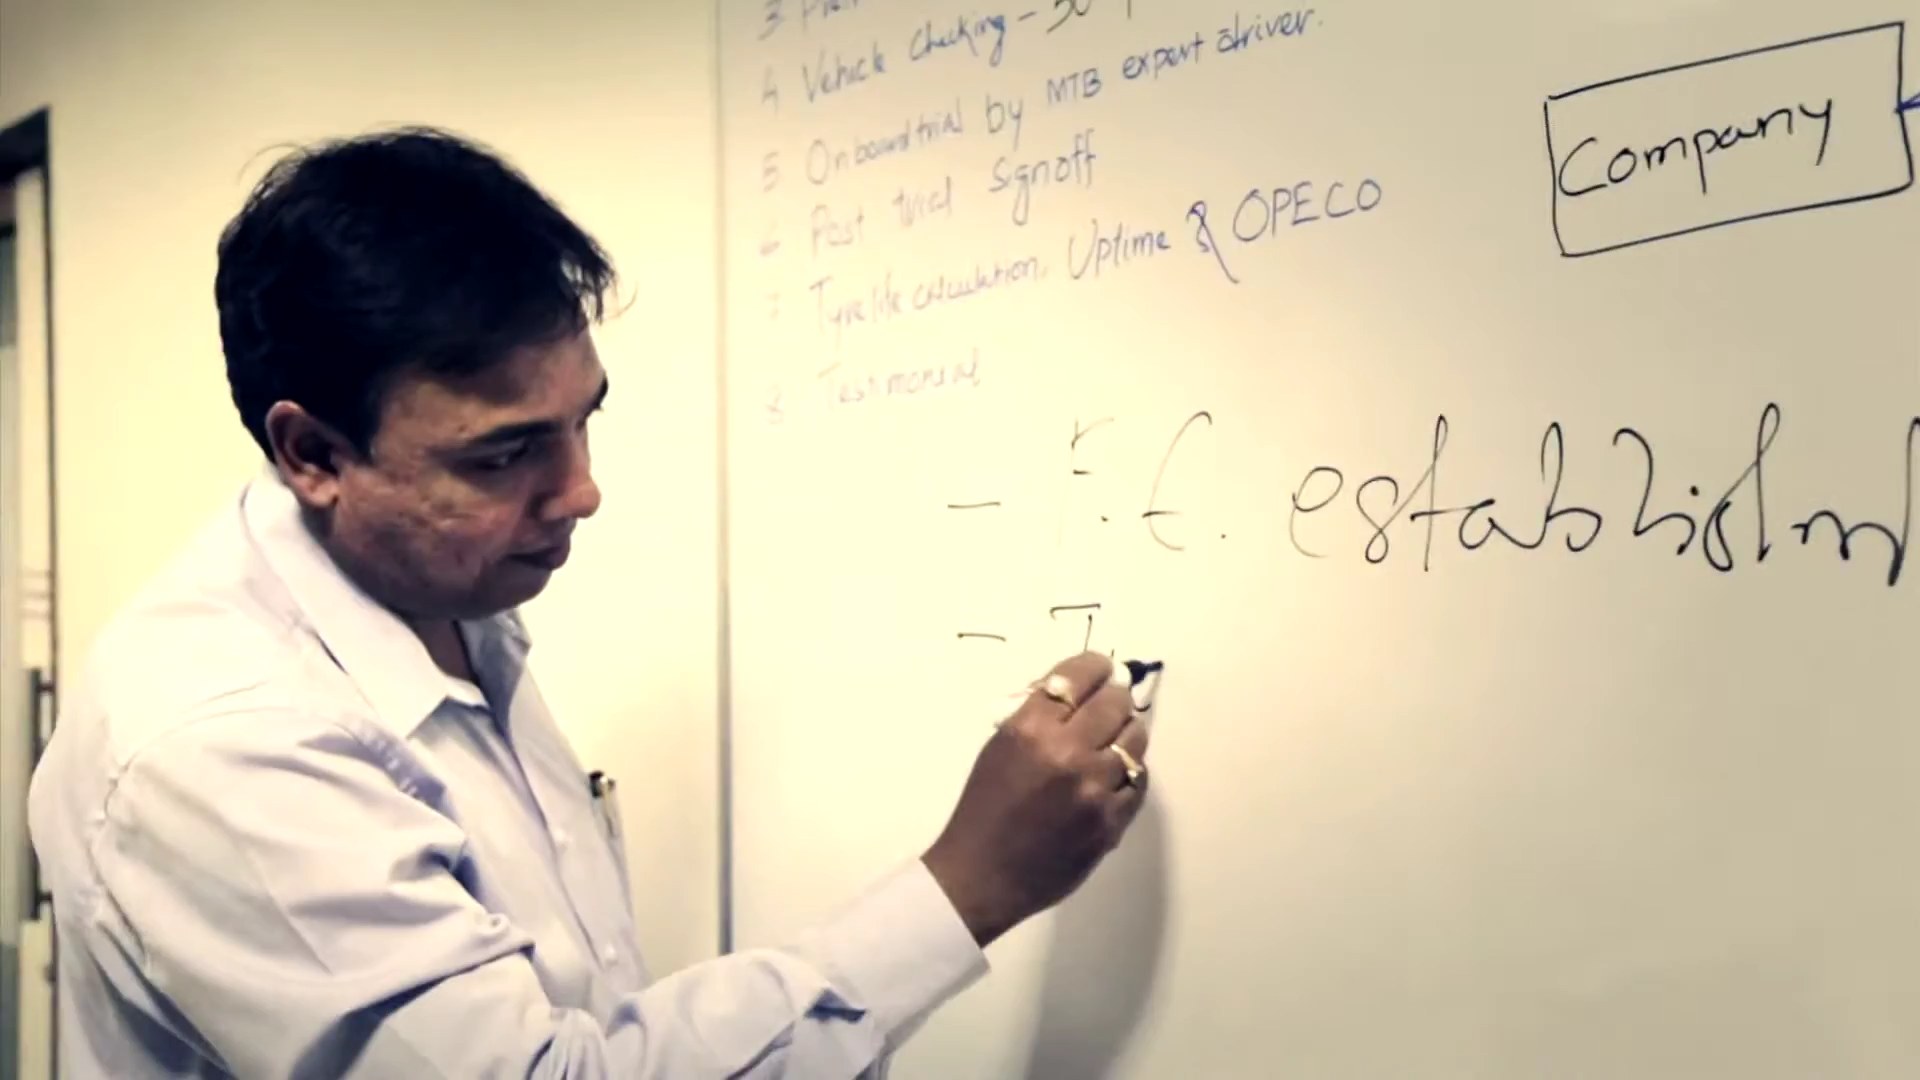 4 Vehicle checking - 50
5 Onboard trial by MTB expert driver.
6 Post trial signoff
7 Tyre life calculation, Uptime & OPECO
8 Testimonial
Company
- F.E. establishm
- T